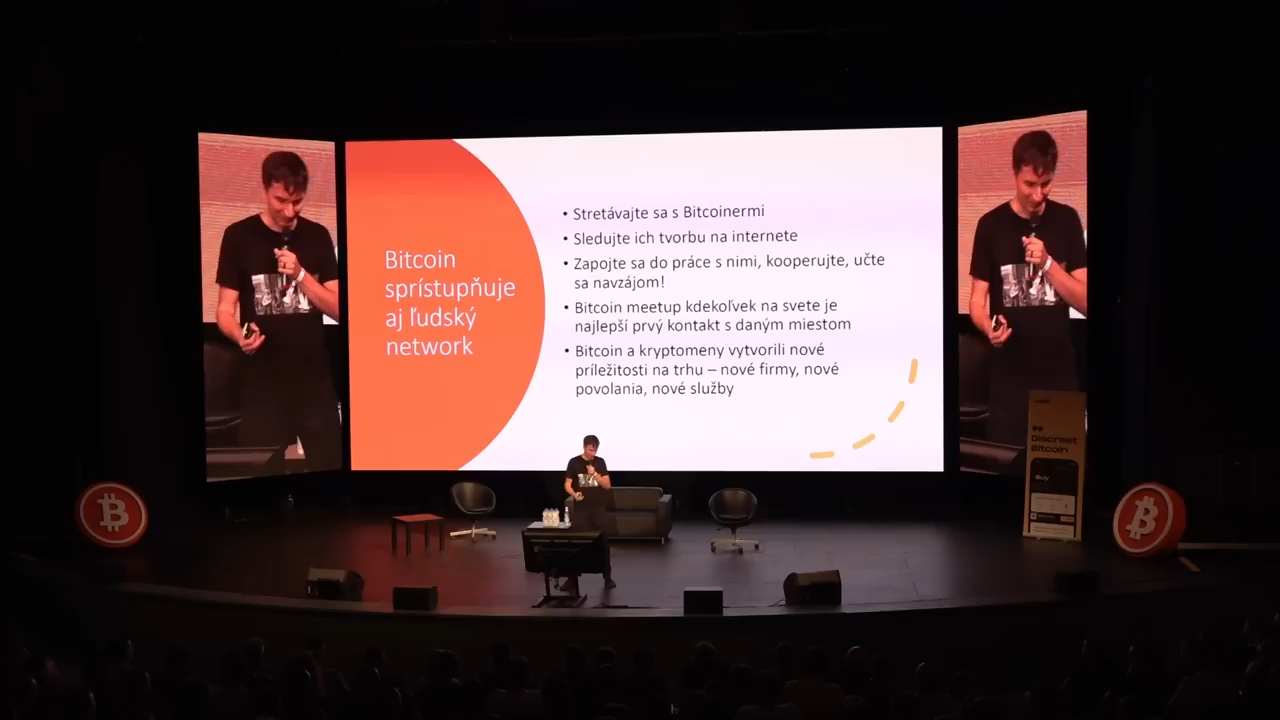 Bitcoin
sprístupňuje
aj ľudský
network
• Stretávajte sa s Bitcoinermi
• Sledujte ich tvorbu na internete
• Zapojte sa do práce s nimi, kooperujte, učte
sa navzájom!
• Bitcoin meetup kdekoľvek na svete je
najlepší prvý kontakt s daným miestom
• Bitcoin a kryptomeny vytvorili nové
príležitosti na trhu – nové firmy, nové
povolania, nové služby
Discreet
Bitcoin
Buy